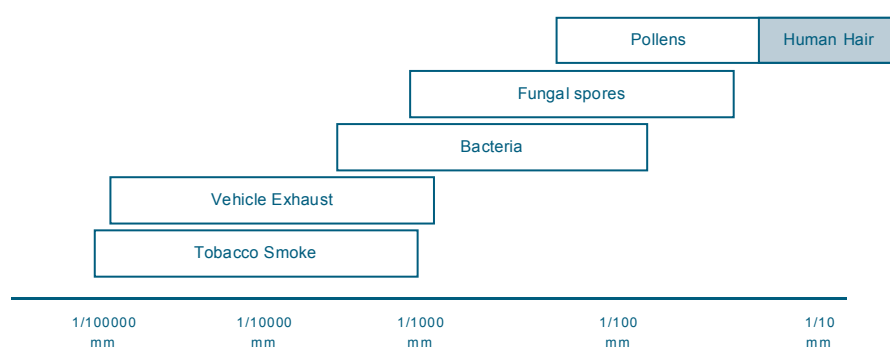 Pollens Human Hair
Fungal spores
Bacteria
Vehicle Exhaust
Tobacco Smoke
1/100000 1/10000 1/1000 1/100 1/10
mm mm mm mm mm